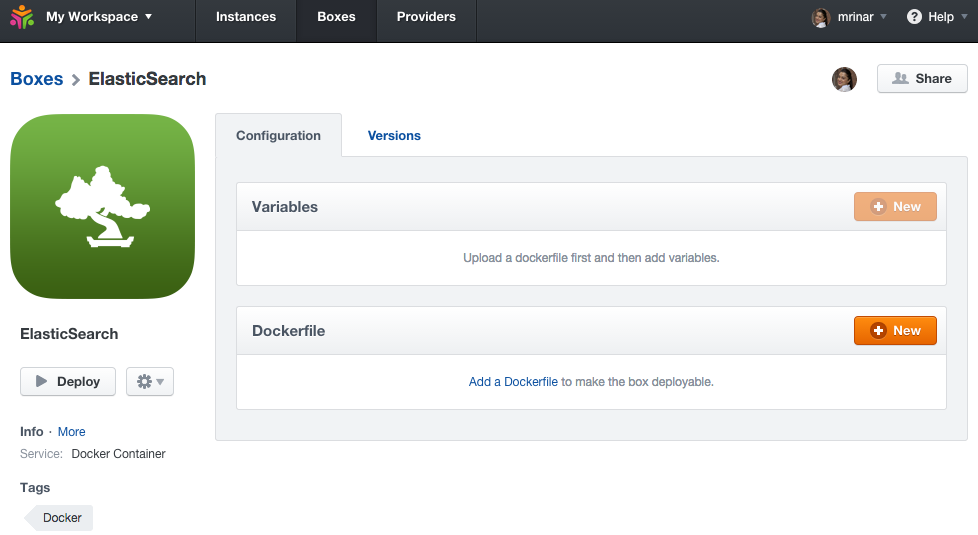 My Workspace Instances Boxes Providers mrinar Help
Boxes ElasticSearch Share
Configuration Versions
Variables New
Upload a dockerfile first and then add variables.
Dockerfile New
Add a Dockerfile to make the box deployable.
ElasticSearch
Deploy
Info · More
Service: Docker Container
Tags
Docker